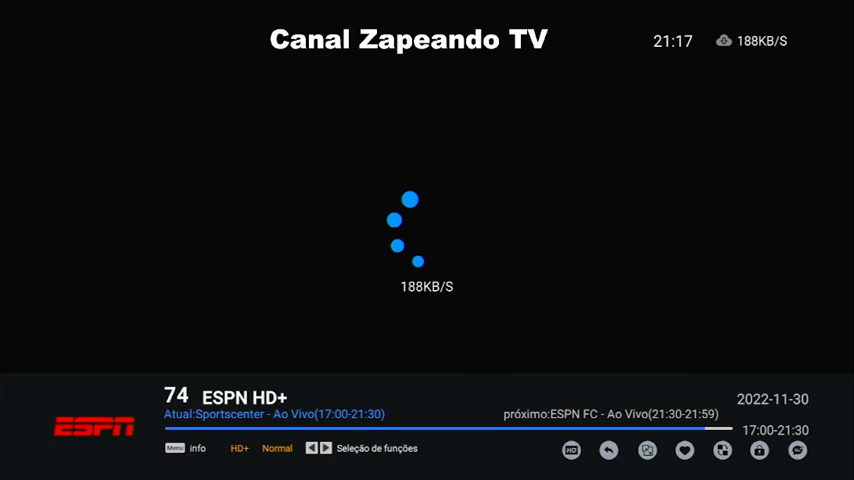 Canal Zapeando TV
21:17
188KB/S
188KB/S
74 ESPN HD+
2022-11-30
Atual:Sportscenter - Ao Vivo(17:00-21:30)
próximo:ESPN FC - Ao Vivo(21:30-21:59)
ESPN
17:00-21:30
Menu info HD+ Normal Seleção de funções
HD